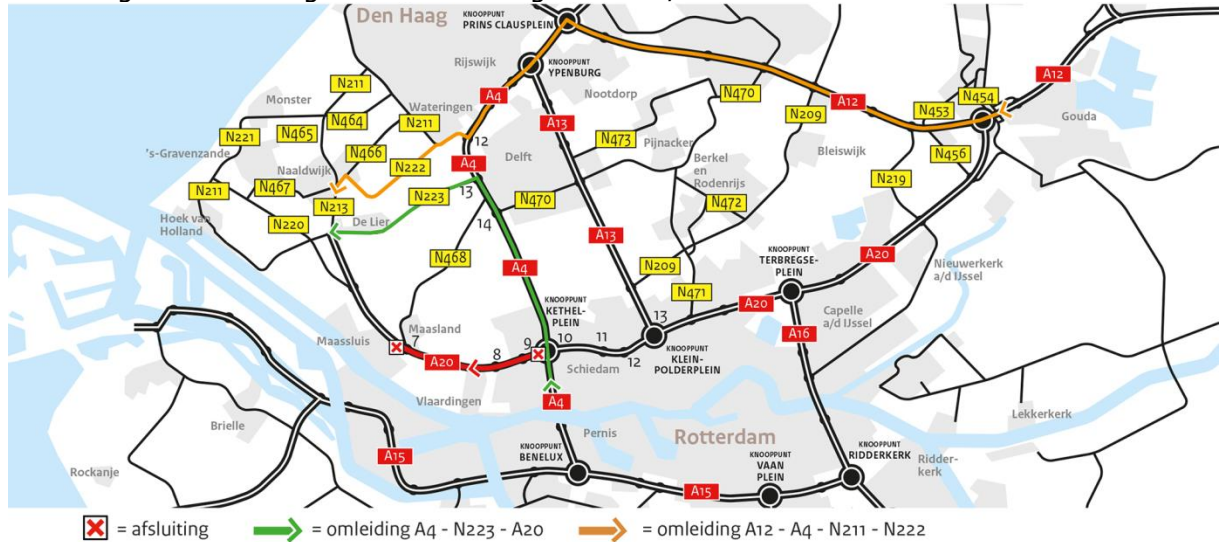 Den Haag
KNOOPPUNT
PRINS CLAUSPLEIN
KNOOPPUNT
YPENBURG
Rijswijk
N211
Monster
Wateringen
A4
Nootdorp
N470
A12
N209
N453
N454
A12
Gouda
N464
N465
N211
N221
's-Gravenzande
Naaldwijk
N466
N222
12
A13
N473
Pijnacker
Bleiswijk
N456
Delft
A4
Berkel
en
Rodenrijs
N211
N467
N213
N223
13
N470
N219
Hoek van
Holland
N220
De Lier
14
N472
N468
A4
A13
N209
N471
KNOOPPUNT
TERBREGSE-
PLEIN
A20
Nieuwerkerk
a/d IJssel
KNOOPPUNT
KETHEL-
PLEIN
Maassluis
Maasland
7
A20
8
9
10
11
12
13
A20
Capelle
a/d IJssel
A16
KNOOPPUNT
KLEIN-
POLDERPLEIN
Schiedam
Vlaardingen
A4
Brielle
Pernis
Rotterdam
Lekkerkerk
Rockanje
A15
KNOOPPUNT
BENELUX
A15
KNOOPPUNT
VAAN
PLEIN
KNOOPPUNT
RIDDERKERK
Ridder-
kerk
= afsluiting
= omleiding A4 - N223 - A20
= omleiding A12 - A4 - N211 - N222